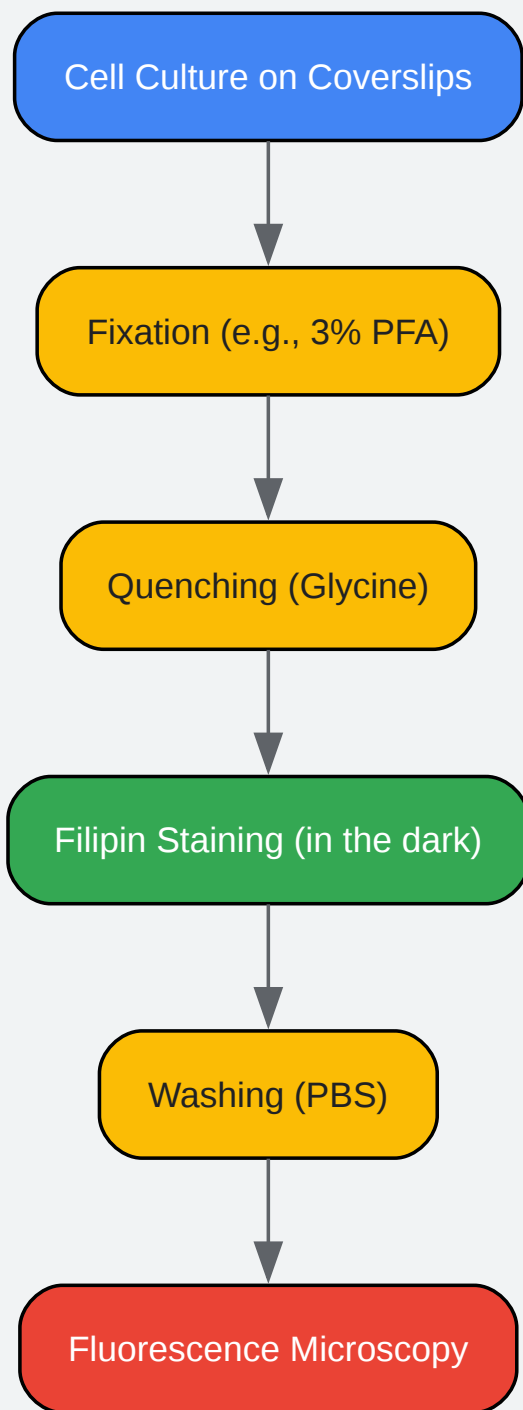 Cell Culture on Coverslips
Fixation (e.g., 3% PFA)
Quenching (Glycine)
Filipin Staining (in the dark)
Washing (PBS)
Fluorescence Microscopy